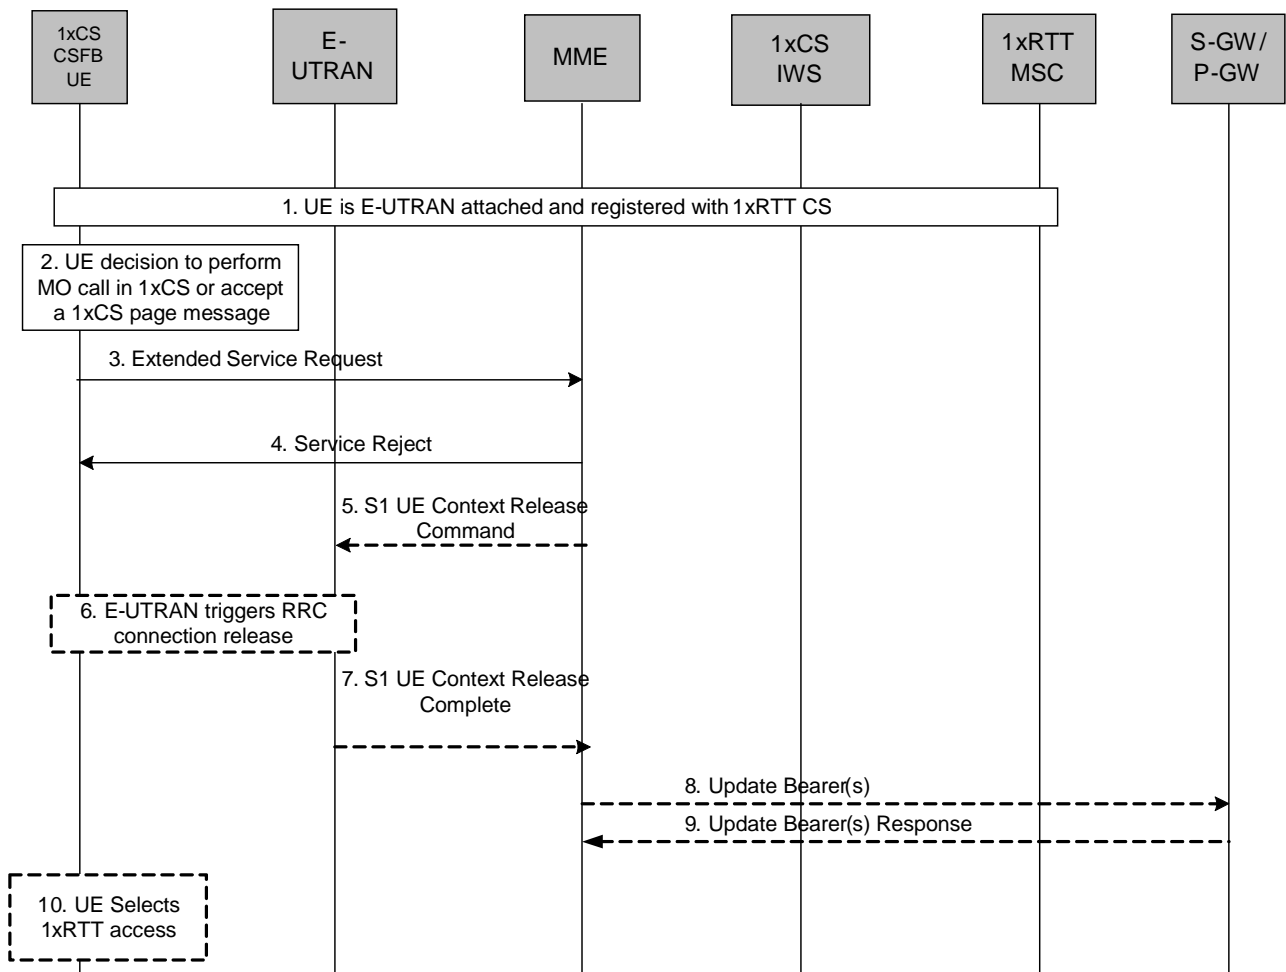 1xCS
CSFB
UE
E-
UTRAN
MME
1xCS
IWS
1xRTT
MSC
S-GW/
P-GW
1. UE is E-UTRAN attached and registered with 1xRTT CS
2. UE decision to perform
MO call in 1xCS or accept
a 1xCS page message
3. Extended Service Request
4. Service Reject
5. S1 UE Context Release
Command
6. E-UTRAN triggers RRC
connection release
7. S1 UE Context Release
Complete
8. Update Bearer(s)
9. Update Bearer(s) Response
10. UE Selects
1xRTT access